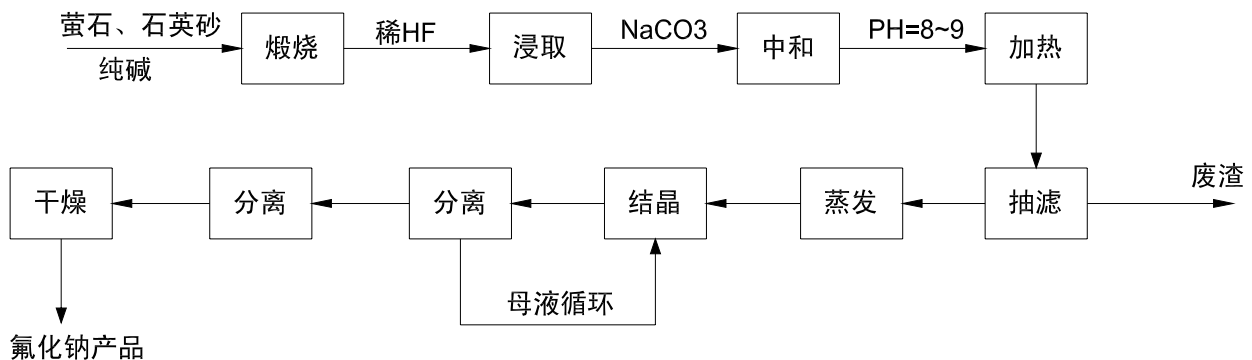 萤石、石英砂
纯碱
煅烧
稀HF
浸取
NaCO3
中和
PH=8~9
加热
抽滤
废渣
蒸发
结晶
分离
分离
干燥
母液循环
氟化钠产品